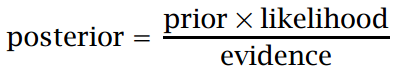 posterior = prior × likelihood
evidence